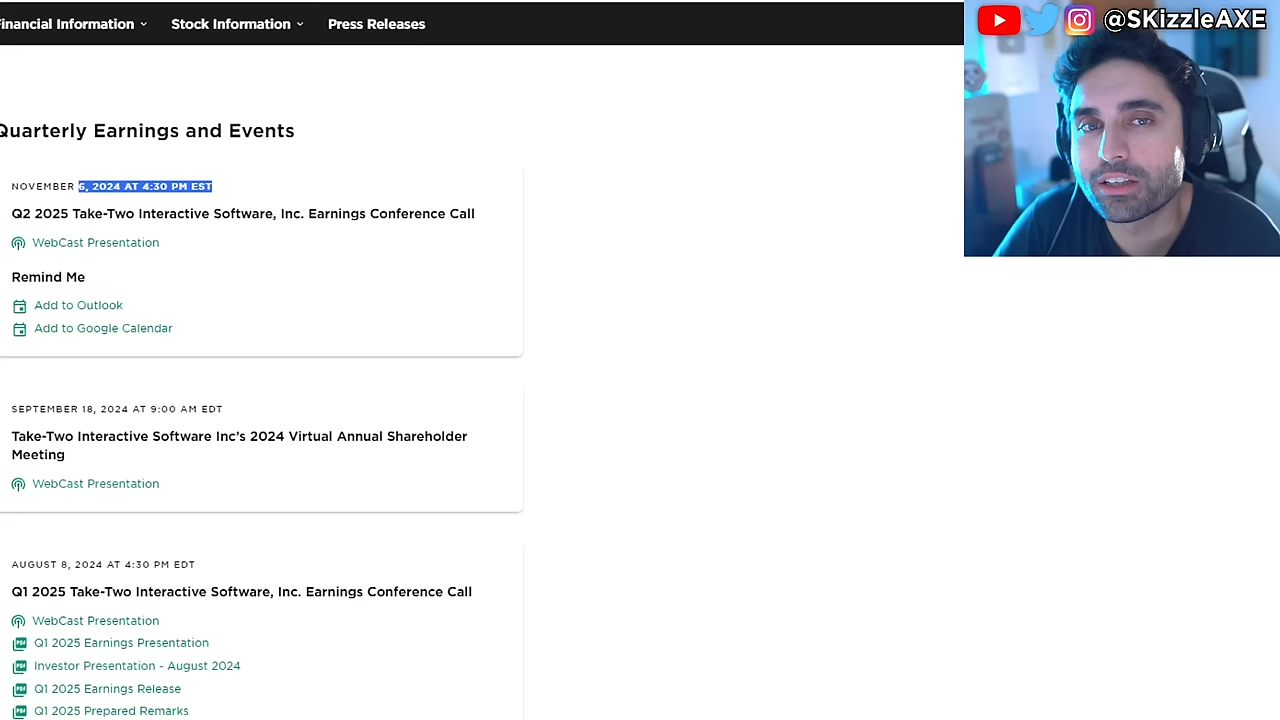 inancial Information
Stock Information
Press Releases
@SKizzleAXE
Quarterly Earnings and Events
NOVEMBER 6, 2024 AT 4:30 PM EST
Q2 2025 Take-Two Interactive Software, Inc. Earnings Conference Call
WebCast Presentation
Remind Me
Add to Outlook
Add to Google Calendar
SEPTEMBER 18, 2024 AT 9:00 AM EDT
Take-Two Interactive Software Inc’s 2024 Virtual Annual Shareholder
Meeting
WebCast Presentation
AUGUST 8, 2024 AT 4:30 PM EDT
Q1 2025 Take-Two Interactive Software, Inc. Earnings Conference Call
WebCast Presentation
Q1 2025 Earnings Presentation
Investor Presentation - August 2024
Q1 2025 Earnings Release
Q1 2025 Prepared Remarks